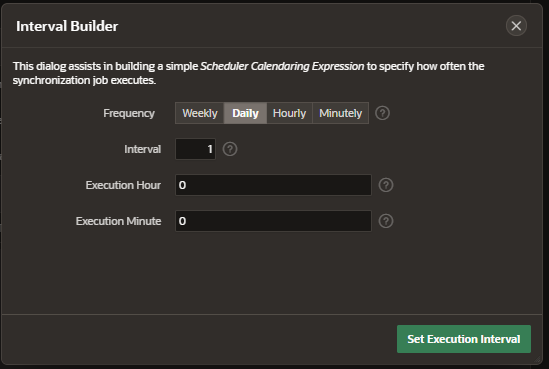 Interval Builder
This dialog assists in building a simple Scheduler Calendaring Expression to specify how often the
synchronization job executes.
Frequency Weekly Daily Hourly Minutely ?
Interval 1 ?
Execution Hour 0 ?
Execution Minute 0 ?
Set Execution Interval